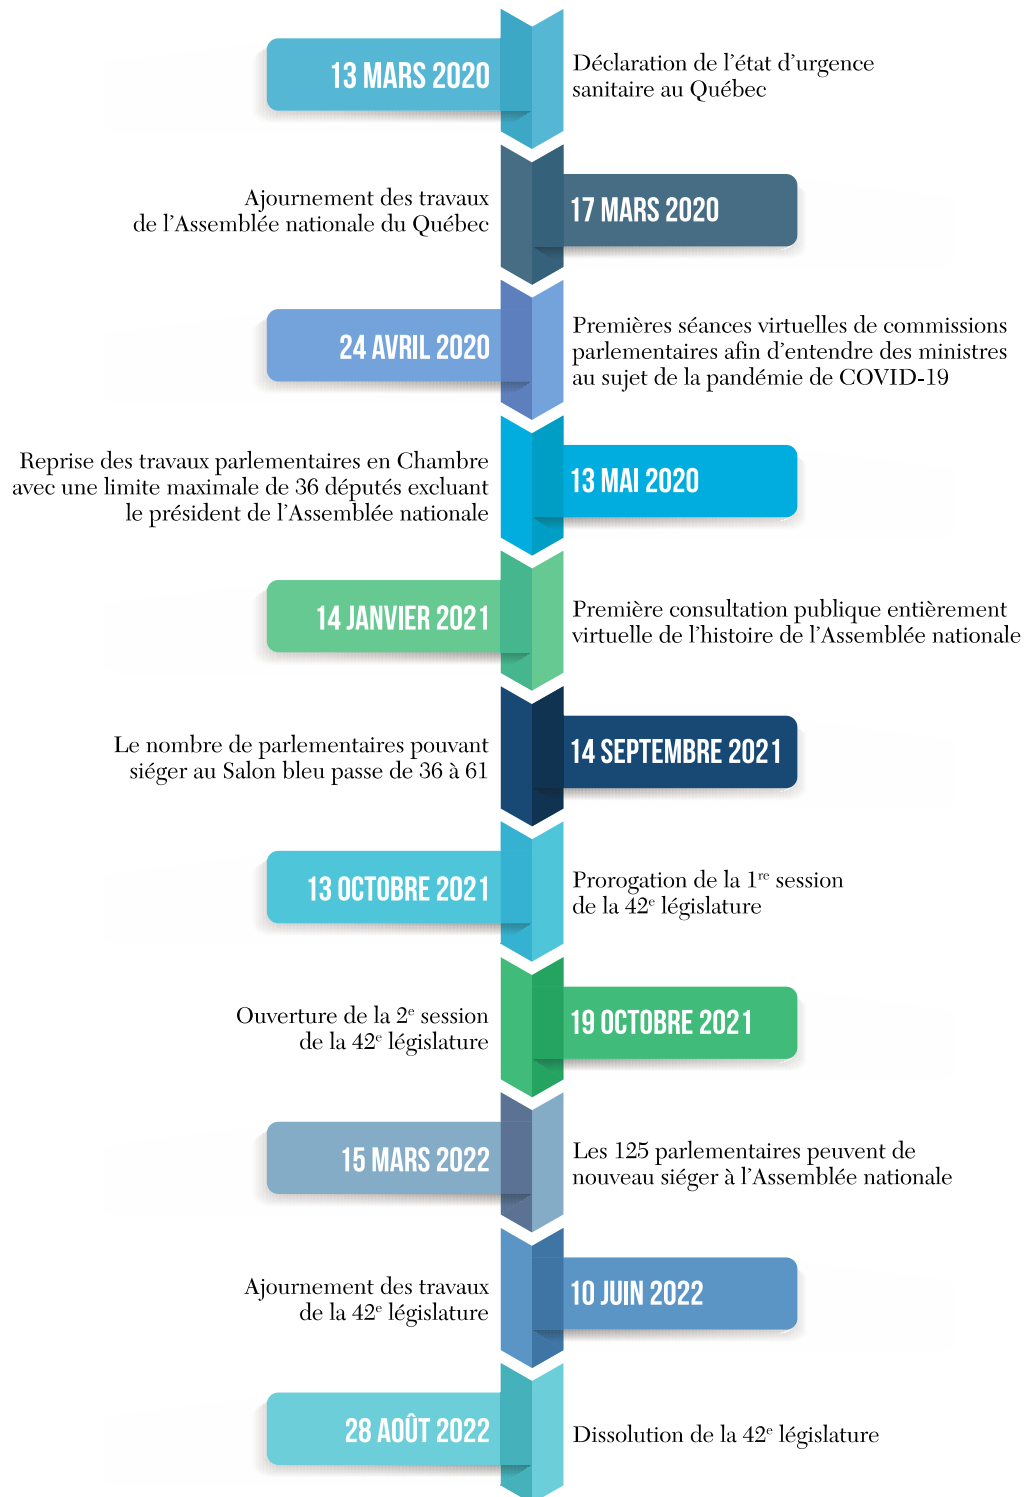 13 MARS 2020
Déclaration de l’état d’urgence
sanitaire au Québec
Ajournement des travaux
de l’Assemblée nationale du Québec
17 MARS 2020
24 AVRIL 2020
Premières séances virtuelles de commissions
parlementaires afin d’entendre des ministres
au sujet de la pandémie de COVID-19
Reprise des travaux parlementaires en Chambre
avec une limite maximale de 36 députés excluant
le président de l’Assemblée nationale
13 MAI 2020
14 JANVIER 2021
Première consultation publique entièrement
virtuelle de l’histoire de l’Assemblée nationale
Le nombre de parlementaires pouvant
siéger au Salon bleu passe de 36 à 61
14 SEPTEMBRE 2021
13 OCTOBRE 2021
Prorogation de la 1re session
de la 42e législature
Ouverture de la 2e session
de la 42e législature
19 OCTOBRE 2021
15 MARS 2022
Les 125 parlementaires peuvent de
nouveau siéger à l’Assemblée nationale
Ajournement des travaux
de la 42e législature
10 JUIN 2022
28 AOÛT 2022
Dissolution de la 42e législature